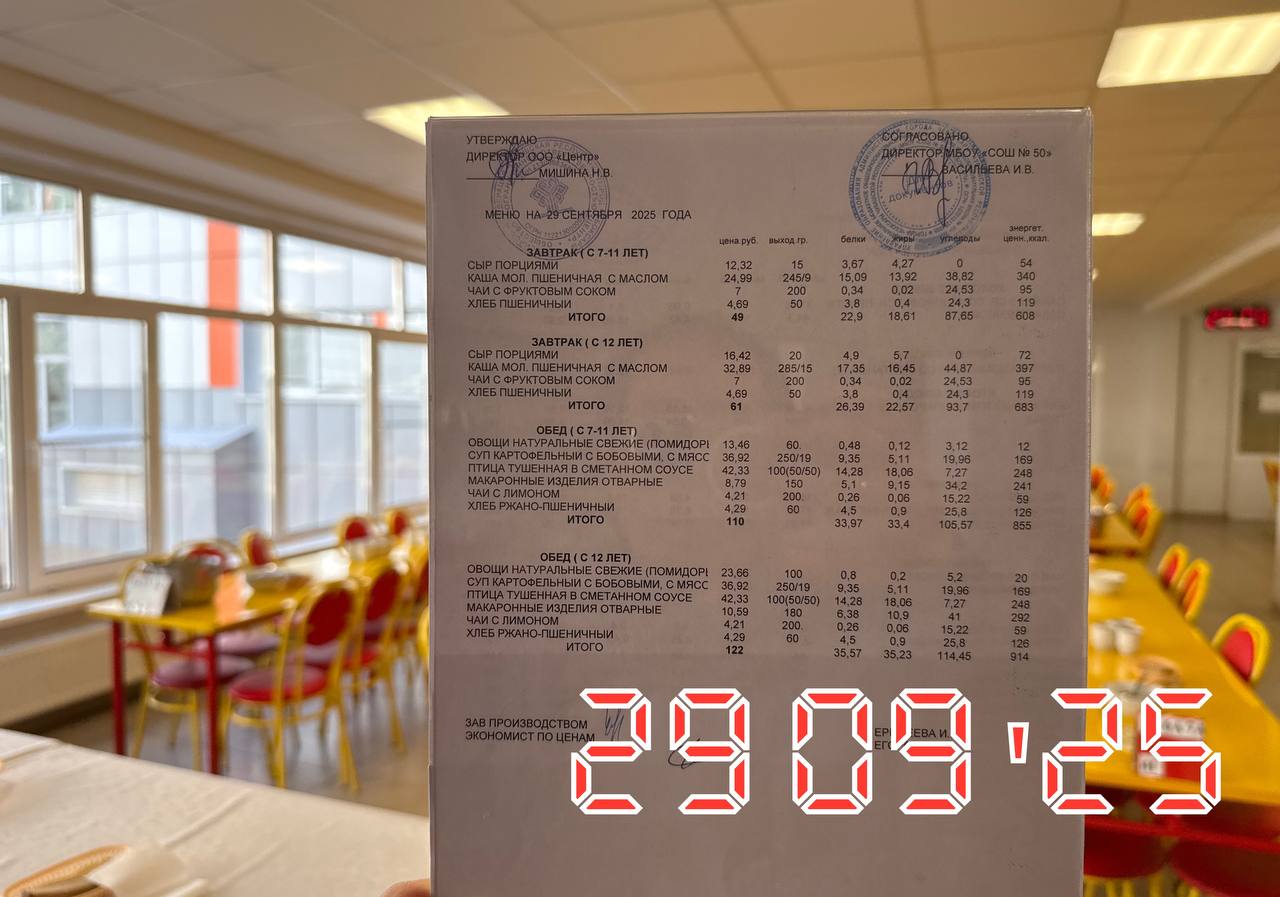 УТВЕРЖДАЮ
ДИРЕКТОР ООО «Центр»
МИШИНА Н.В.
СОГЛАСОВАНО
ДИРЕКТОР МБОУ «СОШ № 50»
ВАСИЛЬЕВА И.В.
МЕНЮ НА 29 СЕНТЯБРЯ 2025 ГОДА
цена.руб. выход.гр. белки жиры углеводы энергет. ценн.,ккал.
ЗАВТРАК ( С 7-11 ЛЕТ)
СЫР ПОРЦИЯМИ 12,32 15 3,67 4,27 0 54
КАША МОЛ. ПШЕНИЧНАЯ С МАСЛОМ 24,99 245/9 15,09 13,92 38,82 340
ЧАЙ С ФРУКТОВЫМ СОКОМ 7 200 0,34 0,02 24,53 95
ХЛЕБ ПШЕНИЧНЫЙ 4,69 50 3,8 0,4 24,3 119
ИТОГО 49 22,9 18,61 87,65 608
ЗАВТРАК ( С 12 ЛЕТ)
СЫР ПОРЦИЯМИ 16,42 20 4,9 5,7 0 72
КАША МОЛ. ПШЕНИЧНАЯ С МАСЛОМ 32,89 285/15 17,35 16,45 44,87 397
ЧАЙ С ФРУКТОВЫМ СОКОМ 7 200 0,34 0,02 24,53 95
ХЛЕБ ПШЕНИЧНЫЙ 4,69 50 3,8 0,4 24,3 119
ИТОГО 61 26,39 22,57 93,7 683
ОБЕД ( С 7-11 ЛЕТ)
ОВОЩИ НАТУРАЛЬНЫЕ СВЕЖИЕ (ПОМИДОРЫ 13,46 60. 0,48 0,12 3,12 12
СУП КАРТОФЕЛЬНЫЙ С БОБОВЫМИ, С МЯСС 36,92 250/19 9,35 5,11 19,96 169
ПТИЦА ТУШЕННАЯ В СМЕТАННОМ СОУСЕ 42,33 100(50/50) 14,28 18,06 7,27 248
МАКАРОННЫЕ ИЗДЕЛИЯ ОТВАРНЫЕ 8,79 150 5,1 9,15 34,2 241
ЧАЙ С ЛИМОНОМ 4,21 200. 0,26 0,06 15,22 59
ХЛЕБ РЖАНО-ПШЕНИЧНЫЙ 4,29 60 4,5 0,9 25,8 126
ИТОГО 110 33,97 33,4 105,57 855
ОБЕД ( С 12 ЛЕТ)
ОВОЩИ НАТУРАЛЬНЫЕ СВЕЖИЕ (ПОМИДОРЫ 23,66 100 0,8 0,2 5,2 20
СУП КАРТОФЕЛЬНЫЙ С БОБОВЫМИ, С МЯСС 36,92 250/19 9,35 5,11 19,96 169
ПТИЦА ТУШЕННАЯ В СМЕТАННОМ СОУСЕ 42,33 100(50/50) 14,28 18,06 7,27 248
МАКАРОННЫЕ ИЗДЕЛИЯ ОТВАРНЫЕ 10,59 180 6,38 10,9 41 292
ЧАЙ С ЛИМОНОМ 4,21 200. 0,26 0,06 15,22 59
ХЛЕБ РЖАНО-ПШЕНИЧНЫЙ 4,29 60 4,5 0,9 25,8 126
ИТОГО 122 35,57 35,23 114,45 914
ЗАВ ПРОИЗВОДСТВОМ
ЭКОНОМИСТ ПО ЦЕНАМ
29 09 '25